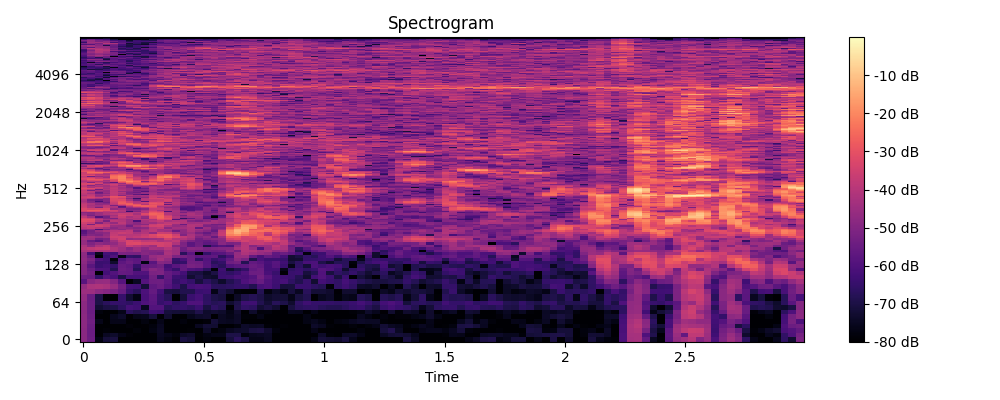 Spectrogram
Hz
4096
2048
1024
512
256
128
64
0
0
0.5
1
1.5
2
2.5
Time
-10 dB
-20 dB
-30 dB
-40 dB
-50 dB
-60 dB
-70 dB
-80 dB